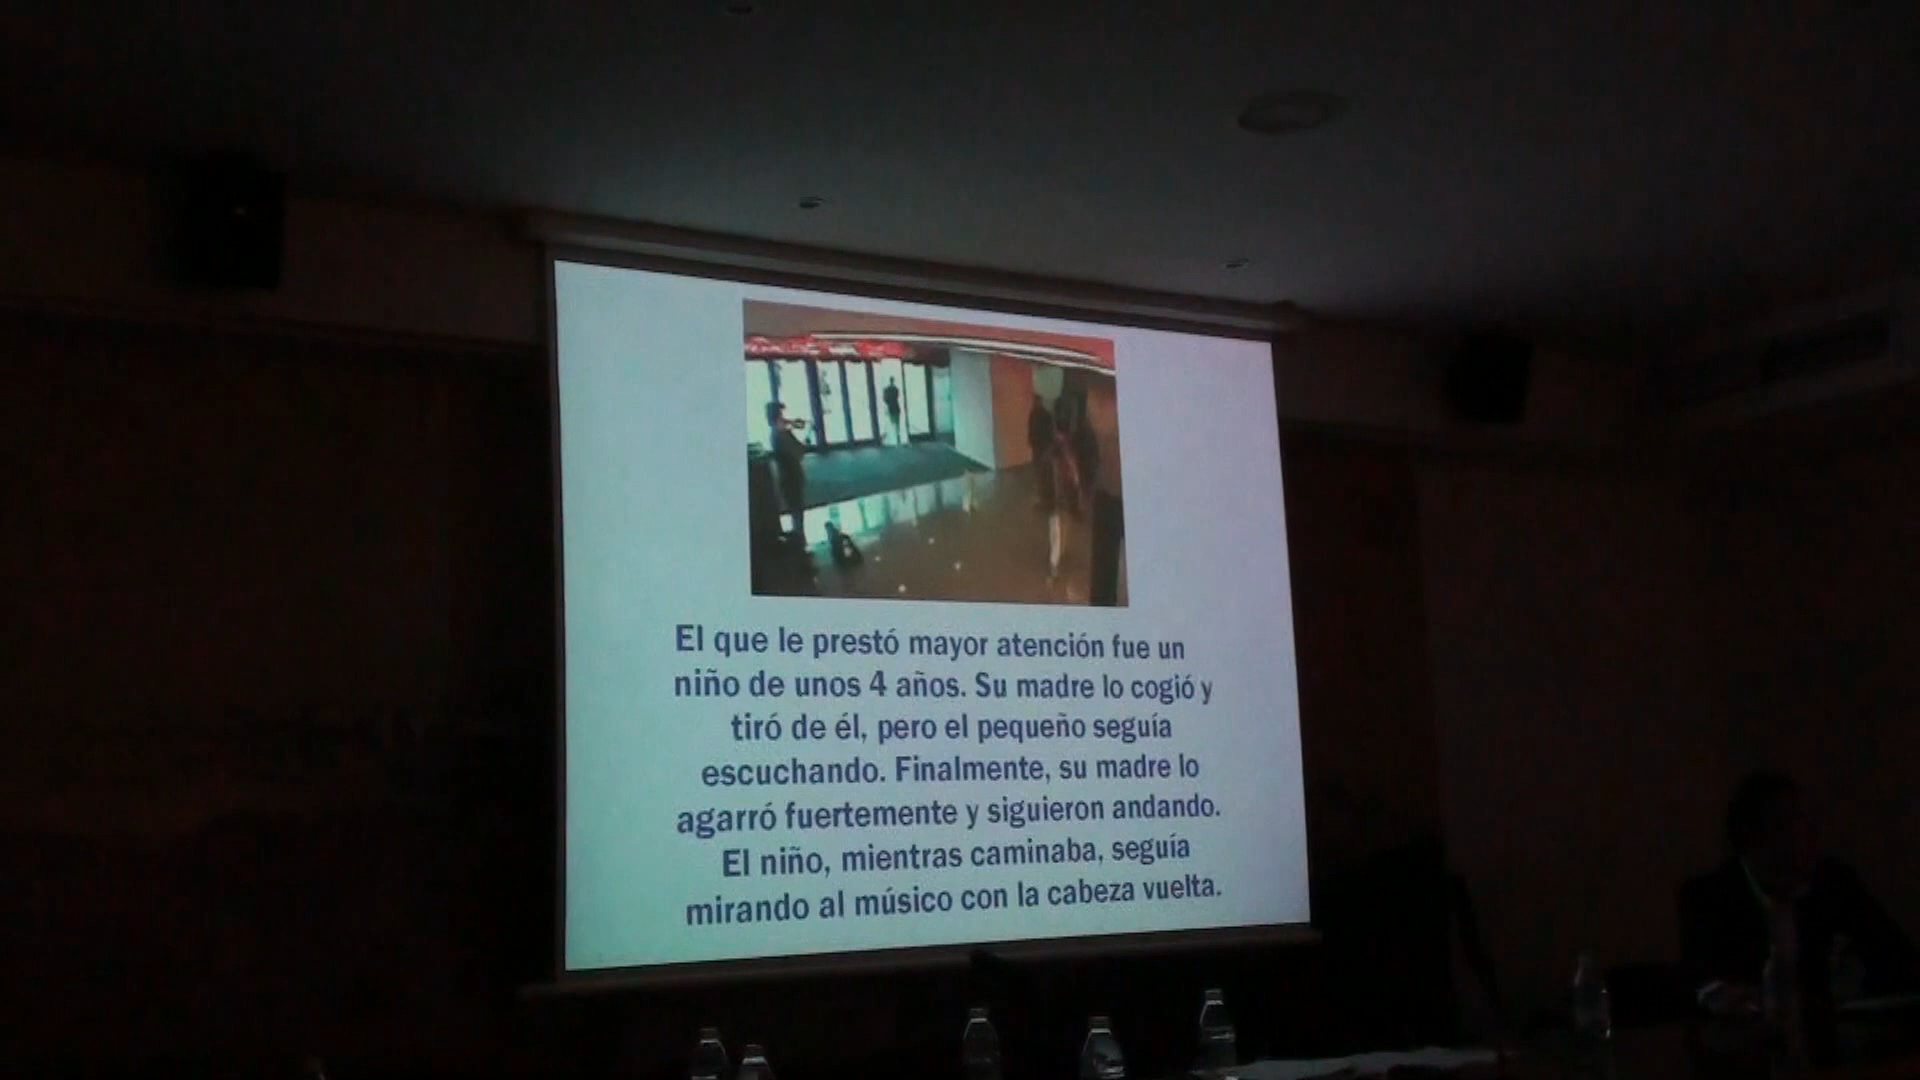 El que le prestó mayor atención fue un
niño de unos 4 años. Su madre lo cogió y
tiró de él, pero el pequeño seguía
escuchando. Finalmente, su madre lo
agarró fuertemente y siguieron andando.
El niño, mientras caminaba, seguía
mirando al músico con la cabeza vuelta.